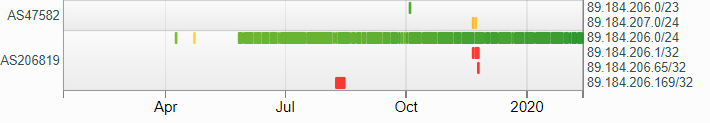 AS47582
AS206819
89.184.206.0/23
89.184.207.0/24
89.184.206.0/24
89.184.206.1/32
89.184.206.65/32
89.184.206.169/32
Apr Jul Oct 2020